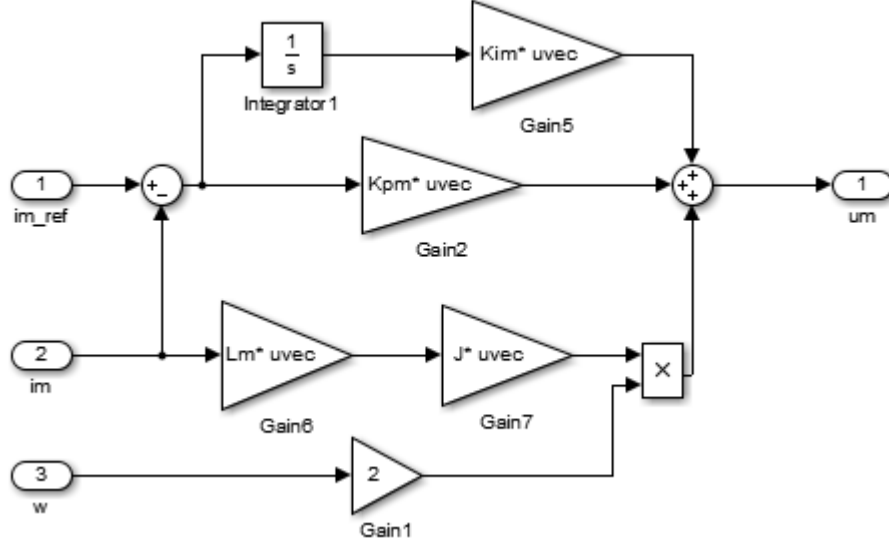 1
s
Integrator1
Kim* uvec
Gain5
1
im_ref
+
−
Kpm* uvec
Gain2
+
+
+
1
um
2
im
Lm* uvec
Gain6
J* uvec
Gain7
×
3
w
2
Gain1